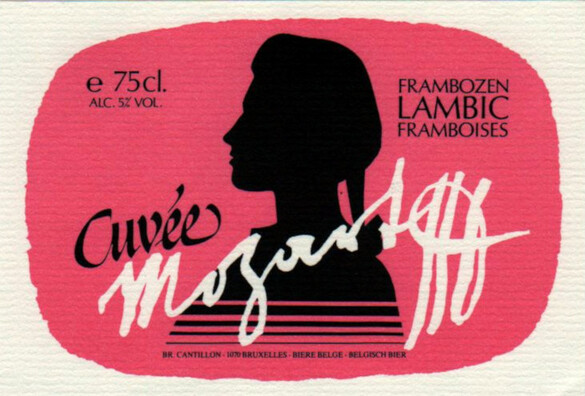 e 75cl.
ALC. 5% VOL.
FRAMBOZEN
LAMBIC
FRAMBOISES
Cuvée
Mozart
BR. CANTILLON - 1070 BRUXELLES - BIERE BELGE - BELGISCH BIER